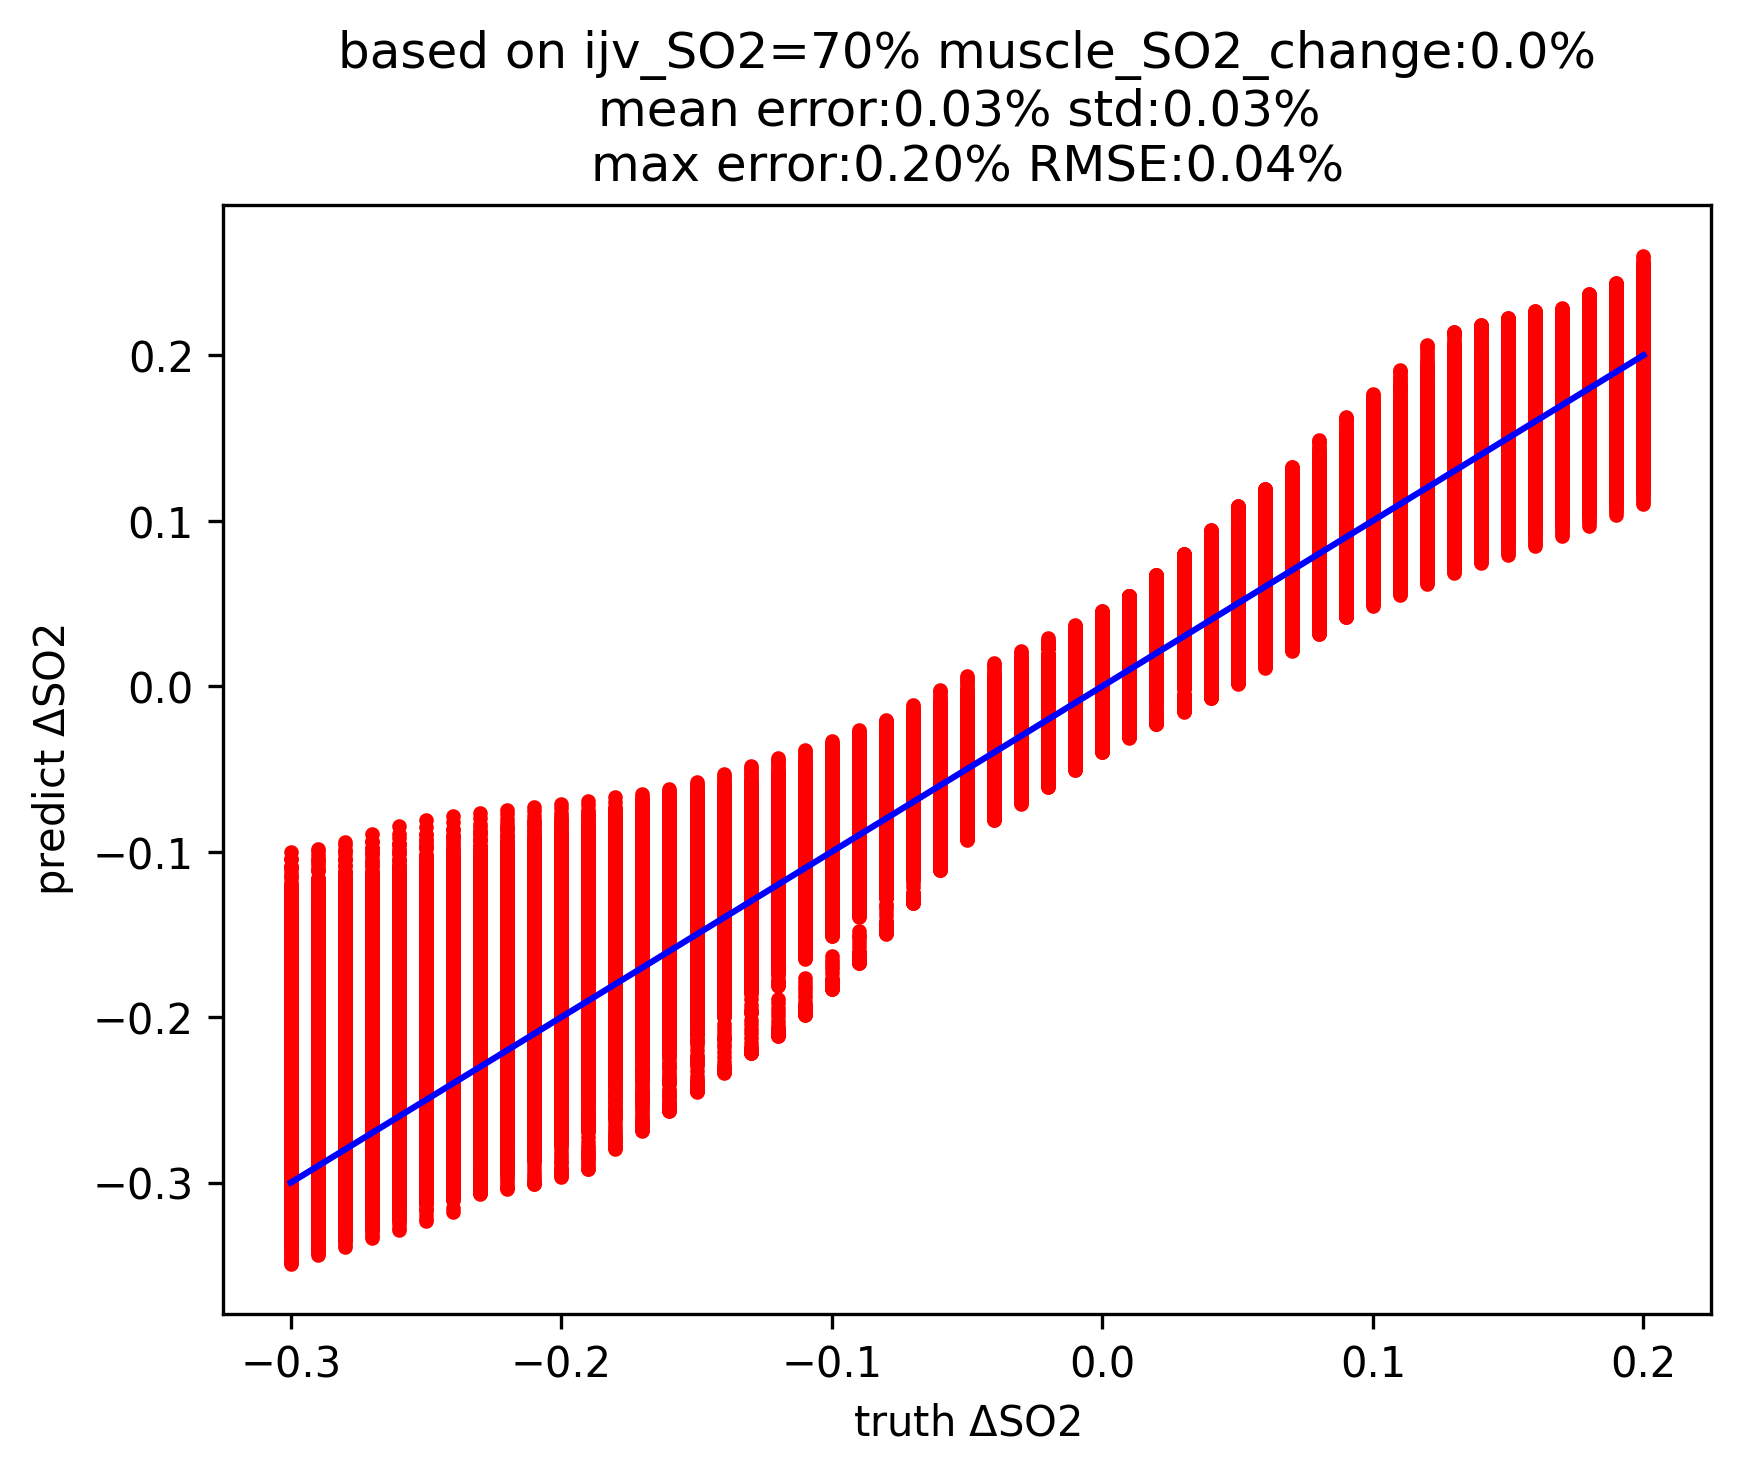 based on ijv_SO2=70% muscle_SO2_change:0.0%
mean error:0.03% std:0.03%
max error:0.20% RMSE:0.04%
0.2
0.1
0.0
−0.1
−0.2
−0.3
predict ΔSO2
−0.3 −0.2 −0.1 0.0 0.1 0.2
truth ΔSO2